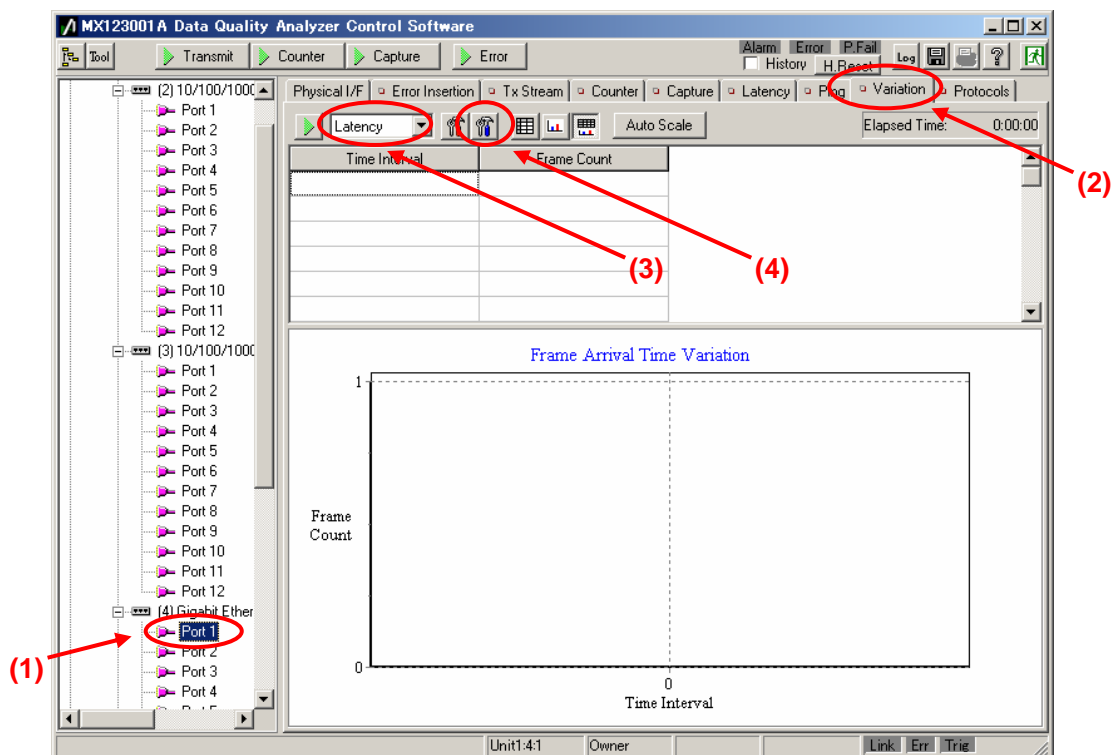 MX123001A Data Quality Analyzer Control Software
Tool Transmit Counter Capture Error
Alarm Error P.Fail
History H.Reset Log
(2) 10/100/1000
Port 1
Port 2
Port 3
Port 4
Port 5
Port 6
Port 7
Port 8
Port 9
Port 10
Port 11
Port 12
(3) 10/100/1000
Port 1
Port 2
Port 3
Port 4
Port 5
Port 6
Port 7
Port 8
Port 9
Port 10
Port 11
Port 12
(4) Gigabit Ether
Port 1
Port 2
Port 3
Port 4
(1)
Physical I/F Error Insertion Tx Stream Counter Capture Latency Ping Variation Protocols
Latency Auto Scale Elapsed Time: 0:00:00
Time Interval Frame Count
(2)
(3) (4)
Frame Arrival Time Variation
1
Frame
Count
0
0
Time Interval
Unit1:4:1 Owner Link Err Trig